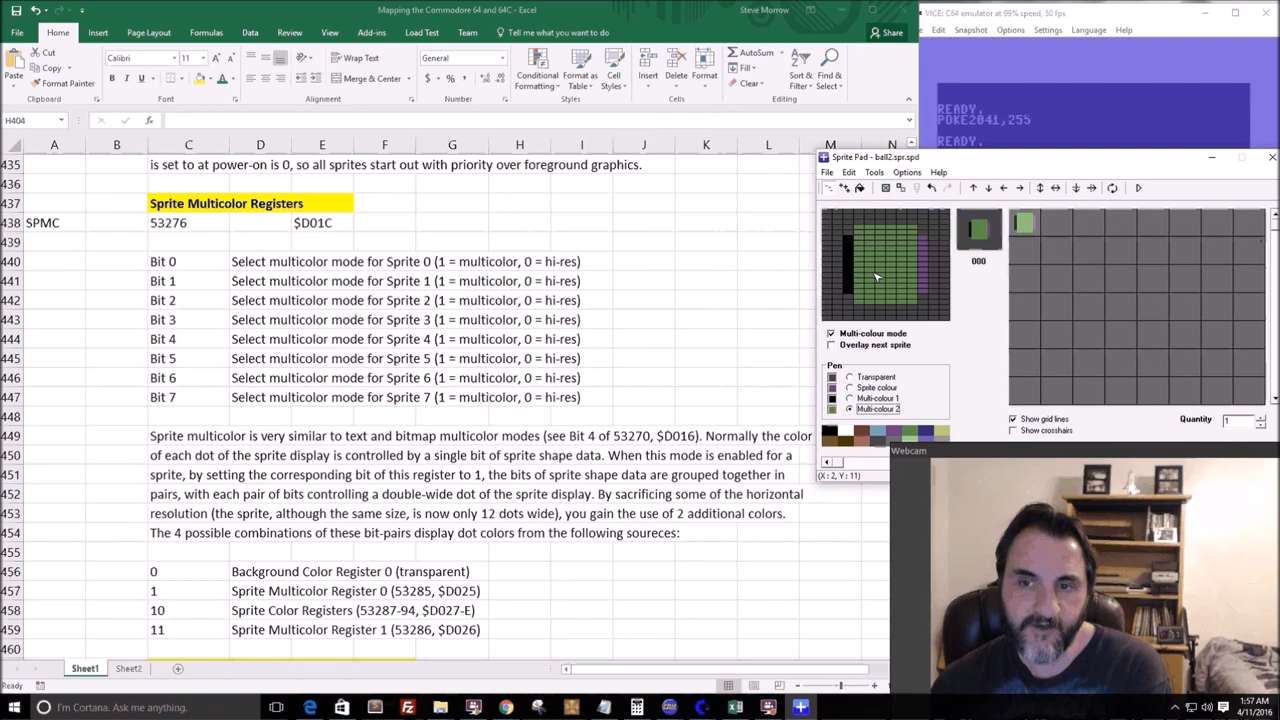 Mapping the Commodore 64 and 64C - Excel
Steve Morrow
VICE: C64 emulator at 99% speed, 50 fps
File Home Insert Page Layout Formulas Data Review View Add-ins Load Test Team Tell me what you want to do Share
Edit Snapshot Options Settings Language Help
Cut
Copy
Format Painter
Paste
Clipboard
Calibri 11
B I U
Font
Wrap Text
Merge & Center
Alignment
General
Number
Conditional Formatting
Format as Table
Cell Styles
Styles
Insert Delete Format
Cells
AutoSum
Fill
Clear
Sort & Filter
Find & Select
Editing
H404
READY.
POKE2041,255
READY.
A B C D E F G H I J K L M N
435 is set to at power-on is 0, so all sprites start out with priority over foreground graphics.
436
437 Sprite Multicolor Registers
438 SPMC 53276 $D01C
439
440 Bit 0 Select multicolor mode for Sprite 0 (1 = multicolor, 0 = hi-res)
441 Bit 1 Select multicolor mode for Sprite 1 (1 = multicolor, 0 = hi-res)
442 Bit 2 Select multicolor mode for Sprite 2 (1 = multicolor, 0 = hi-res)
443 Bit 3 Select multicolor mode for Sprite 3 (1 = multicolor, 0 = hi-res)
444 Bit 4 Select multicolor mode for Sprite 4 (1 = multicolor, 0 = hi-res)
445 Bit 5 Select multicolor mode for Sprite 5 (1 = multicolor, 0 = hi-res)
446 Bit 6 Select multicolor mode for Sprite 6 (1 = multicolor, 0 = hi-res)
447 Bit 7 Select multicolor mode for Sprite 7 (1 = multicolor, 0 = hi-res)
448
449 Sprite multicolor is very similar to text and bitmap multicolor modes (see Bit 4 of 53270, $D016). Normally the color
450 of each dot of the sprite display is controlled by a single bit of sprite shape data. When this mode is enabled for a
451 sprite, by setting the corresponding bit of this register to 1, the bits of sprite shape data are grouped together in
452 pairs, with each pair of bits controlling a double-wide dot of the sprite display. By sacrificing some of the horizontal
453 resolution (the sprite, although the same size, is now only 12 dots wide), you gain the use of 2 additional colors.
454 The 4 possible combinations of these bit-pairs display dot colors from the following soureces:
455
456 0 Background Color Register 0 (transparent)
457 1 Sprite Multicolor Register 0 (53285, $D025)
458 10 Sprite Color Registers (53287-94, $D027-E)
459 11 Sprite Multicolor Register 1 (53286, $D026)
460
Sheet1 Sheet2
Ready
Sprite Pad - ball2.spr.spd
File Edit Tools Options Help
000
Multi-colour mode
Overlay next sprite
Pen
Transparent
Sprite colour
Multi-colour 1
Multi-colour 2
Show grid lines
Show crosshairs
Quantity 1
(X: 2, Y: 11)
Webcam
I'm Cortana. Ask me anything.
1:57 AM
4/11/2016